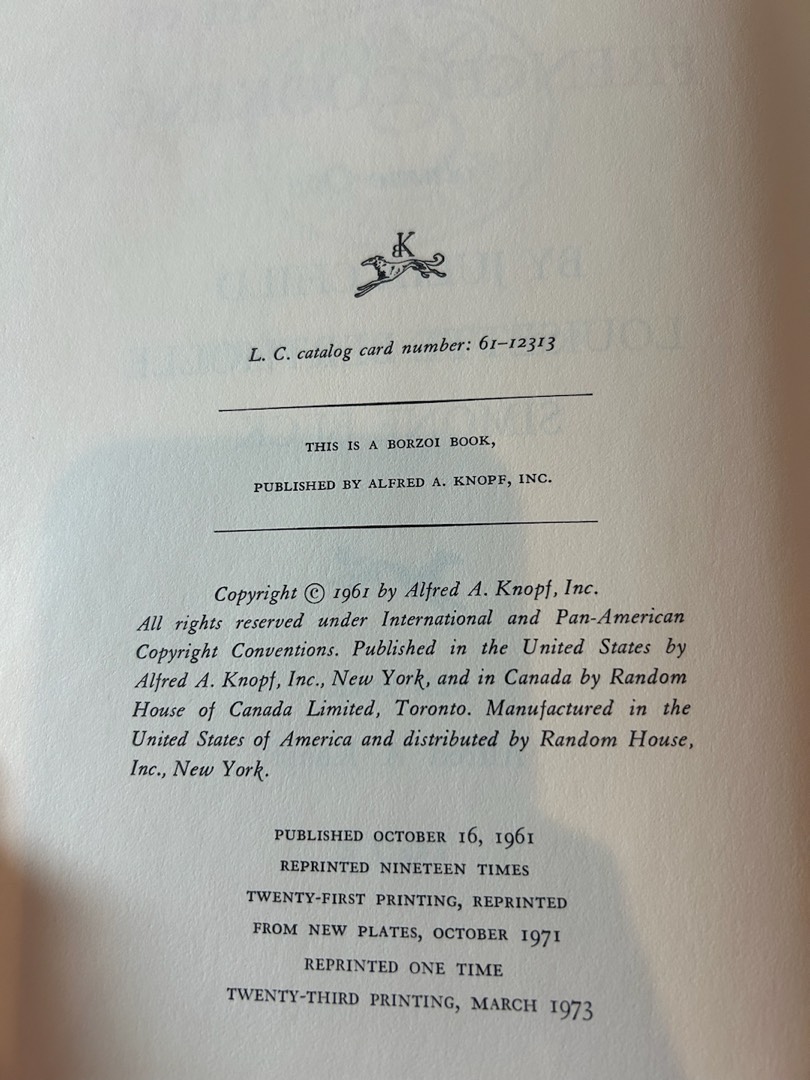 BK
L. C. catalog card number: 61–12313
THIS IS A BORZOI BOOK,
PUBLISHED BY ALFRED A. KNOPF, INC.
Copyright © 1961 by Alfred A. Knopf, Inc.
All rights reserved under International and Pan-American
Copyright Conventions. Published in the United States by
Alfred A. Knopf, Inc., New York, and in Canada by Random
House of Canada Limited, Toronto. Manufactured in the
United States of America and distributed by Random House,
Inc., New York.
PUBLISHED OCTOBER 16, 1961
REPRINTED NINETEEN TIMES
TWENTY-FIRST PRINTING, REPRINTED
FROM NEW PLATES, OCTOBER 1971
REPRINTED ONE TIME
TWENTY-THIRD PRINTING, MARCH 1973